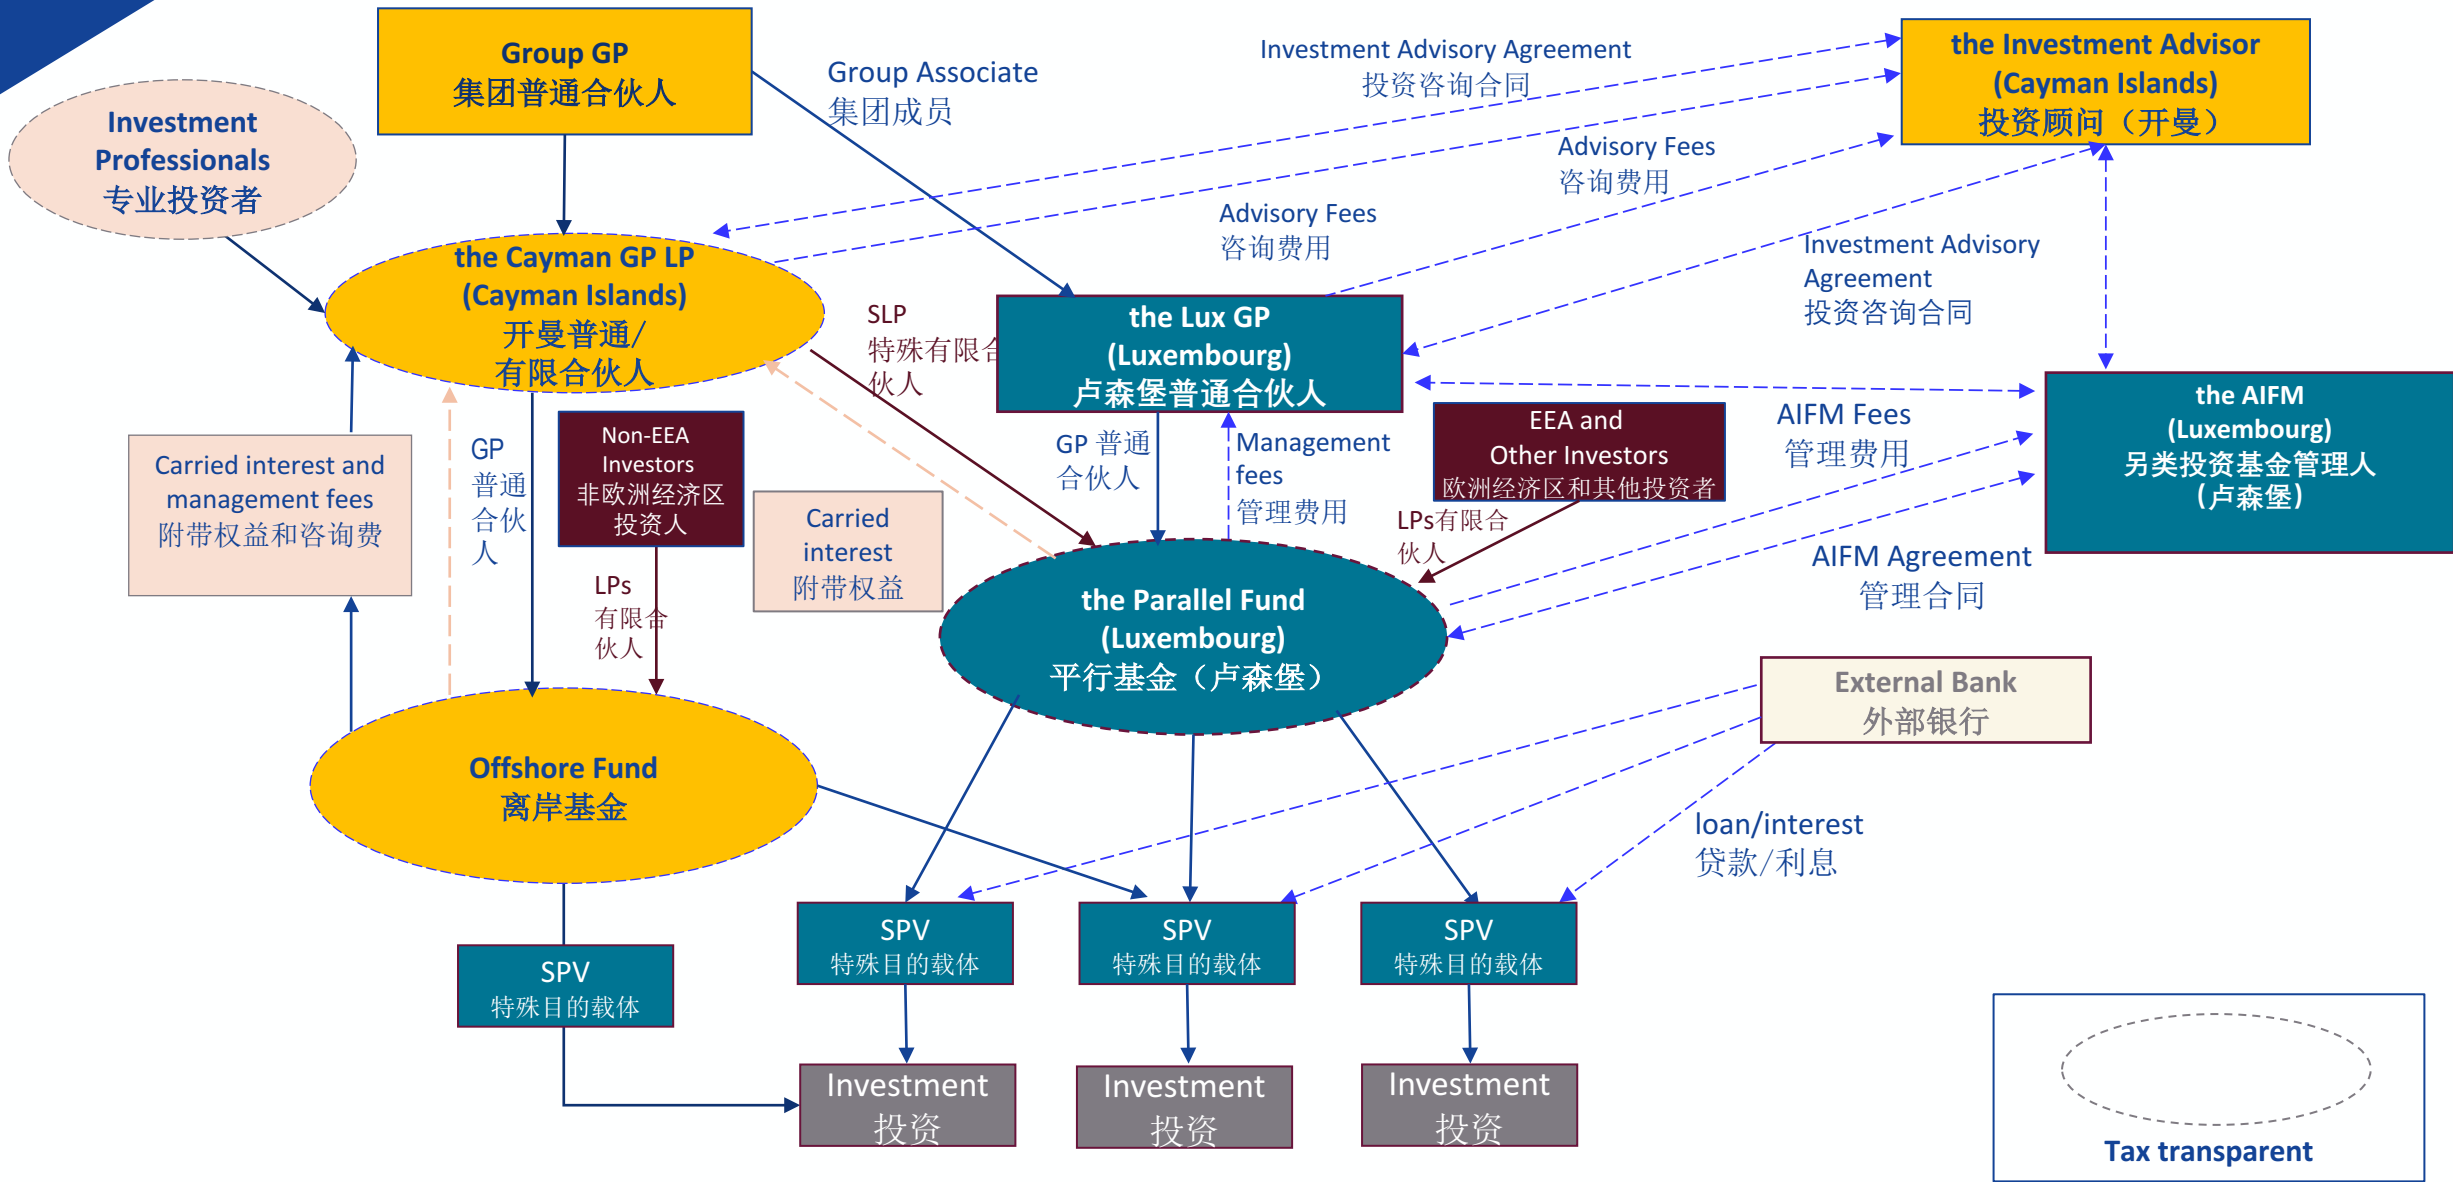 Group GP
集团普通合伙人
Group Associate
集团成员
Investment Advisory Agreement
投资咨询合同
the Investment Advisor
(Cayman Islands)
投资顾问（开曼）
Investment
Professionals
专业投资者
Advisory Fees
咨询费用
Advisory Fees
咨询费用
Investment Advisory
Agreement
投资咨询合同
the Cayman GP LP
(Cayman Islands)
开曼普通/
有限合伙人
SLP
特殊有限合
伙人
the Lux GP
(Luxembourg)
卢森堡普通合伙人
the AIFM
(Luxembourg)
另类投资基金管理人
（卢森堡）
Carried interest and
management fees
附带权益和咨询费
GP
普通
合伙
人
Non-EEA
Investors
非欧洲经济区
投资人
LPs
有限合
伙人
Carried
interest
附带权益
GP 普通
合伙人
Management
fees
管理费用
EEA and
Other Investors
欧洲经济区和其他投资者
LPs有限合
伙人
AIFM Fees
管理费用
AIFM Agreement
管理合同
the Parallel Fund
(Luxembourg)
平行基金（卢森堡）
External Bank
外部银行
Offshore Fund
离岸基金
loan/interest
贷款/利息
SPV
特殊目的载体
SPV
特殊目的载体
SPV
特殊目的载体
SPV
特殊目的载体
Investment
投资
Investment
投资
Investment
投资
Tax transparent